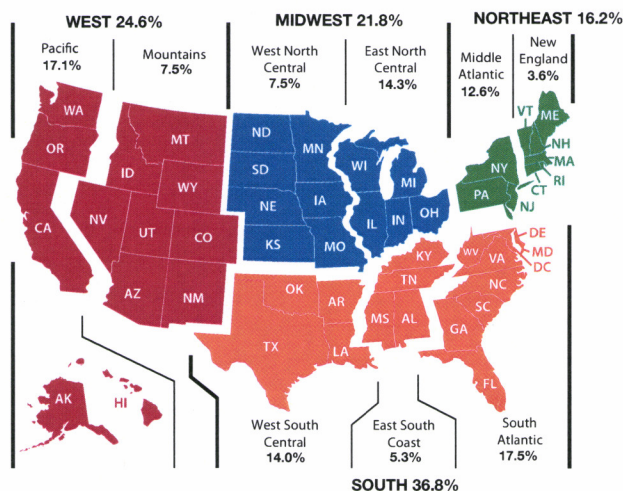 WEST 24.6%
MIDWEST 21.8%
NORTHEAST 16.2%
Pacific
17.1%
Mountains
7.5%
West North
Central
7.5%
East North
Central
14.3%
Middle
Atlantic
12.6%
New
England
3.6%
WA
OR
CA
MT
ID
WY
NV
UT
CO
AZ
NM
AK
HI
ND
SD
NE
KS
MN
IA
MO
WI
MI
IL
IN
OH
VT
ME
NH
MA
RI
CT
NJ
NY
PA
OK
AR
TX
LA
KY
TN
MS
AL
WV
VA
DE
MD
DC
NC
SC
GA
FL
West South
Central
14.0%
East South
Coast
5.3%
South
Atlantic
17.5%
SOUTH 36.8%